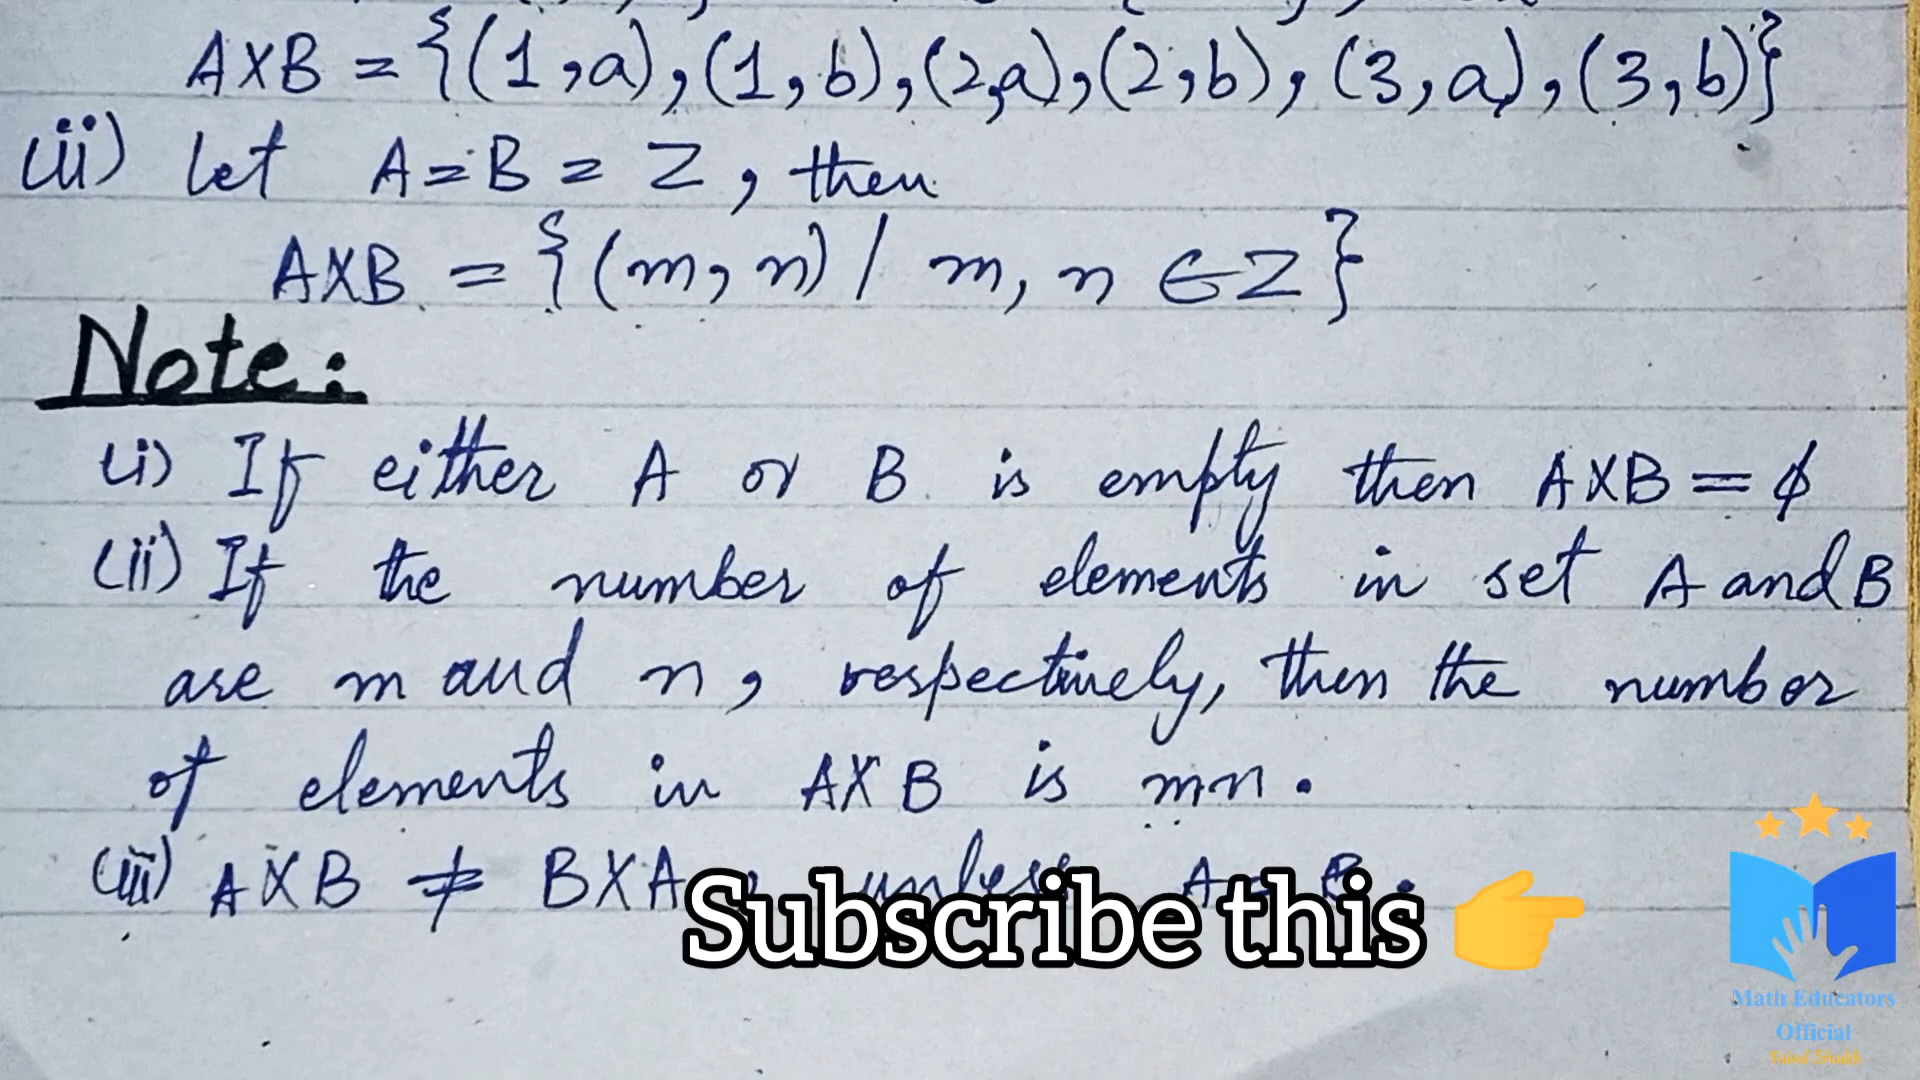 A×B = {(1,a),(1,b),(2,a),(2,b),(3,a),(3,b)}
(ii) let A=B=Z, then
A×B = {(m,n) / m,n ∈ Z}
Note:
(i) If either A or B is empty then A×B = ϕ
(ii) If the number of elements in set A and B
are m and n, respectively, then the number
of elements in A×B is mn.
(iii) A×B ≠ B×A, unless A = B.
Subscribe this 👉
Math Educators
Official